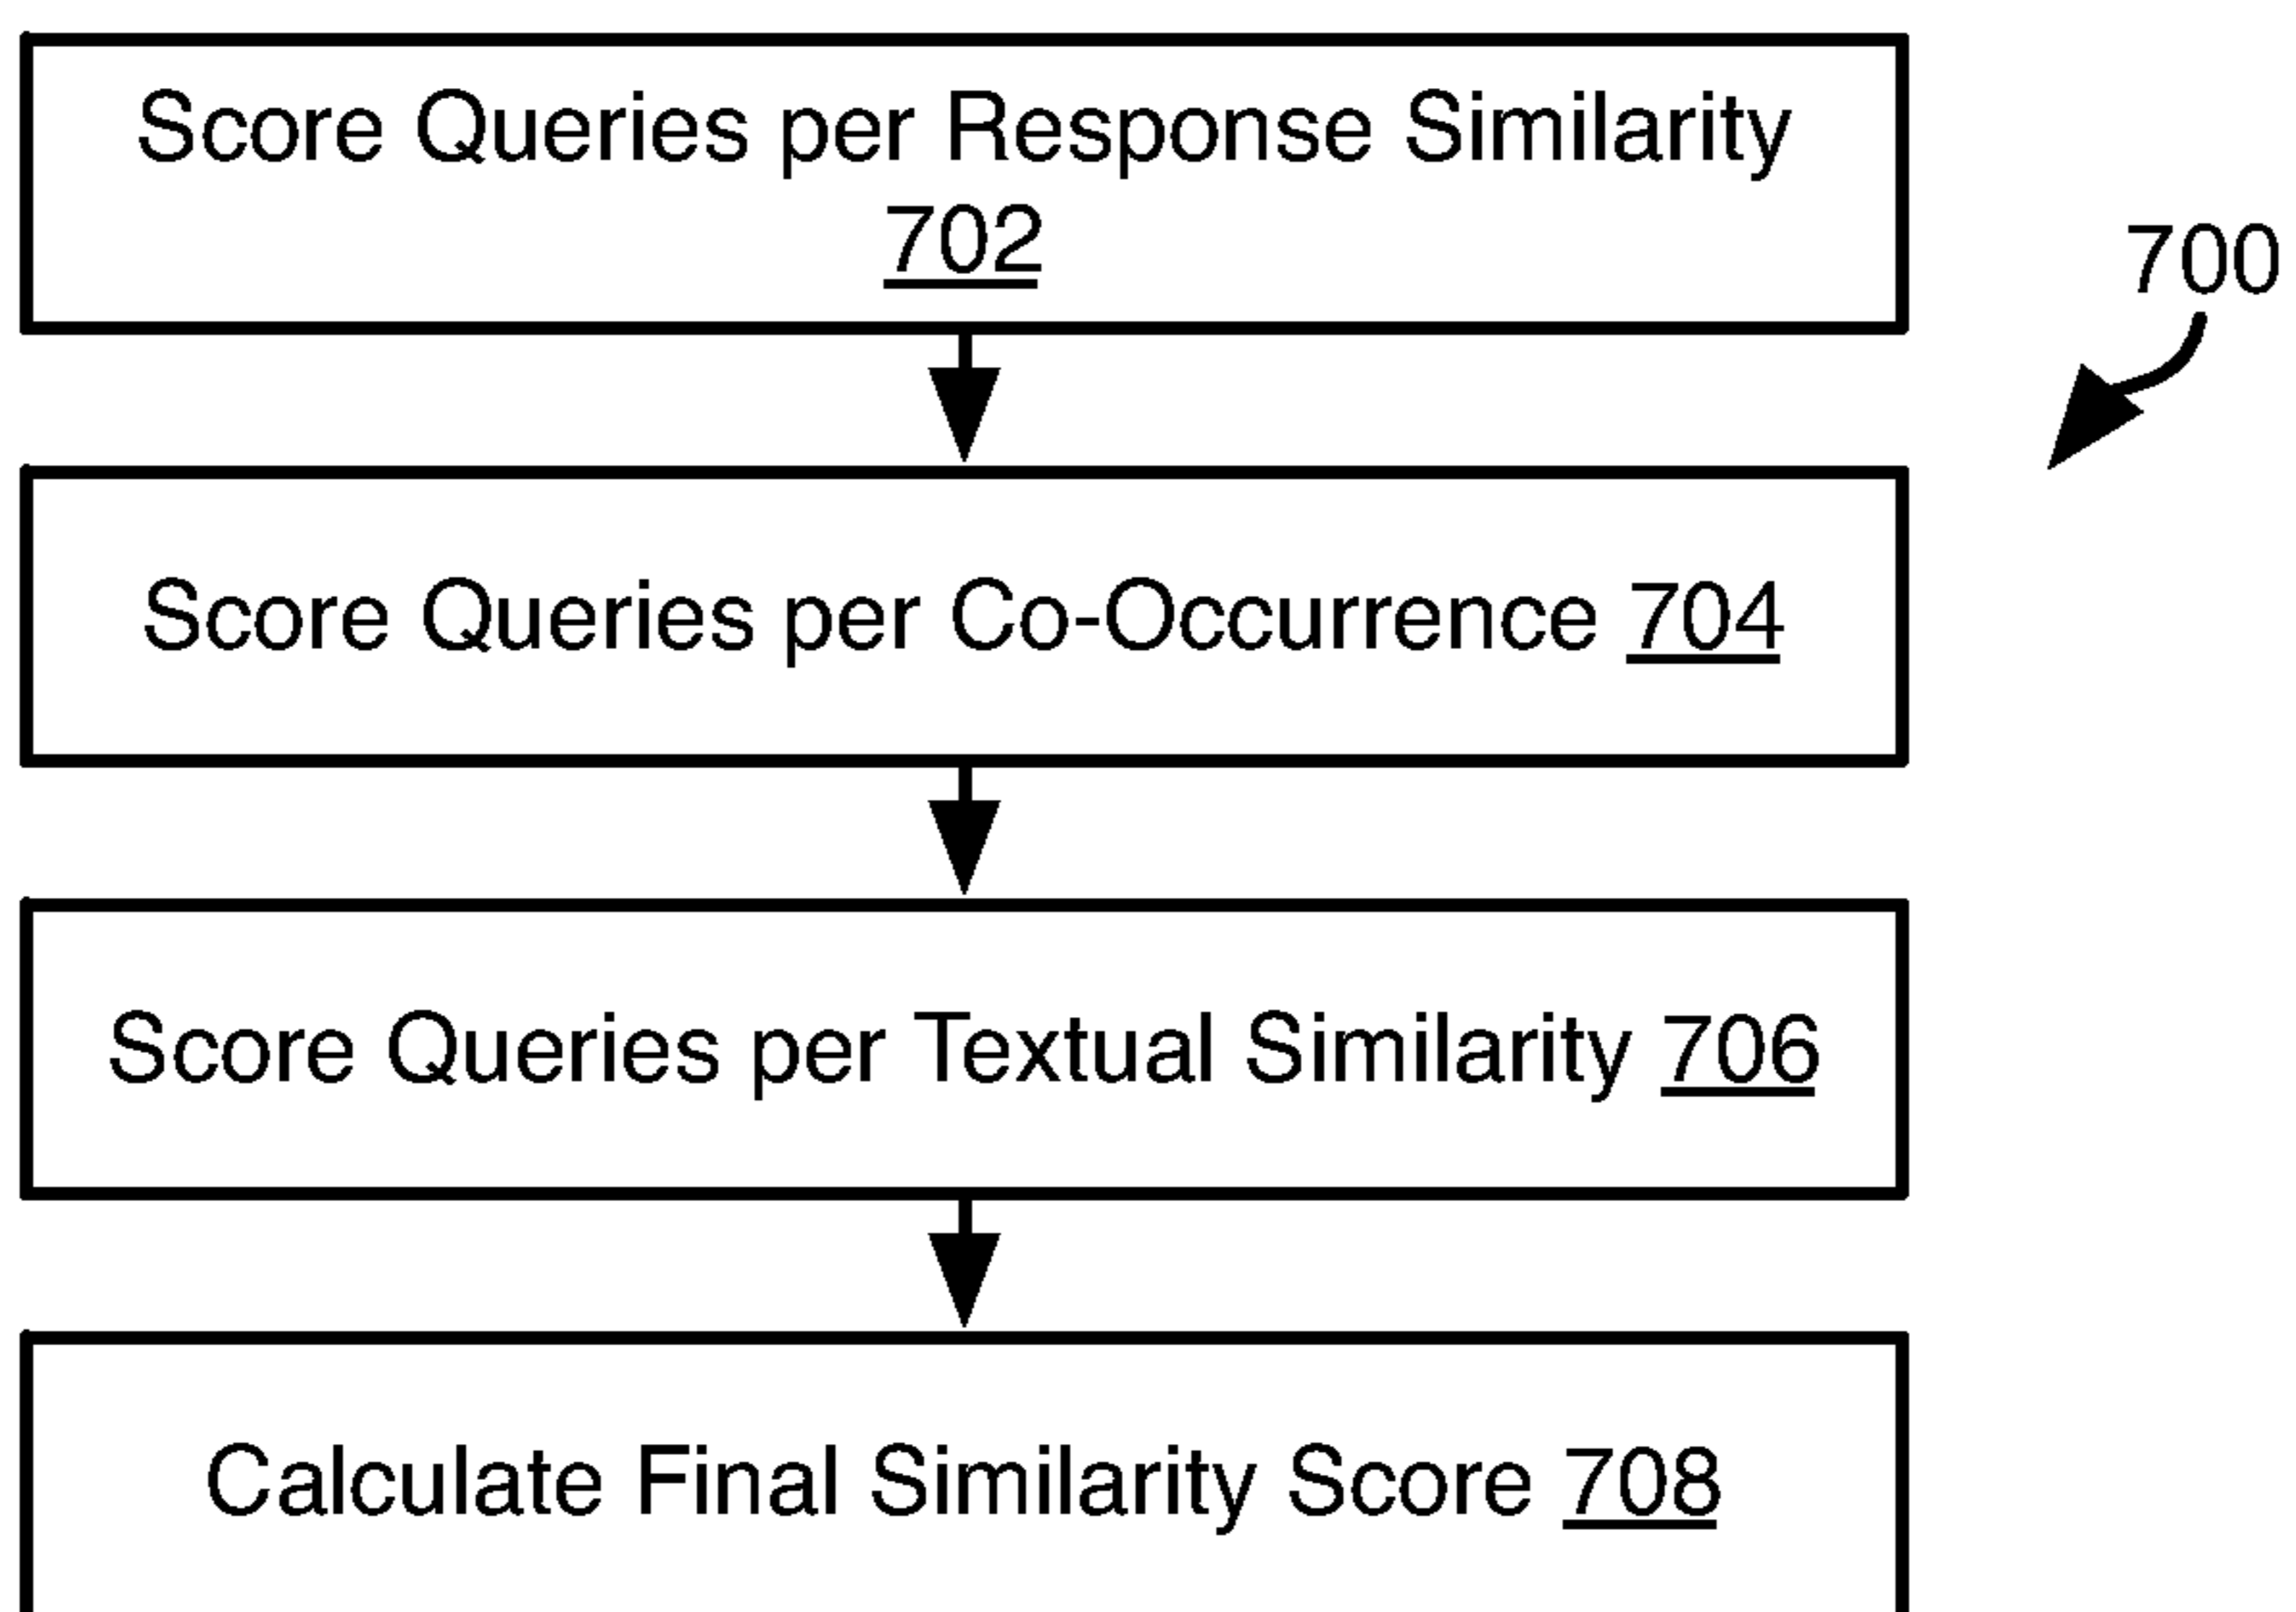 Score Queries per Response Similarity
702
700
Score Queries per Co-Occurrence 704
Score Queries per Textual Similarity 706
Calculate Final Similarity Score 708